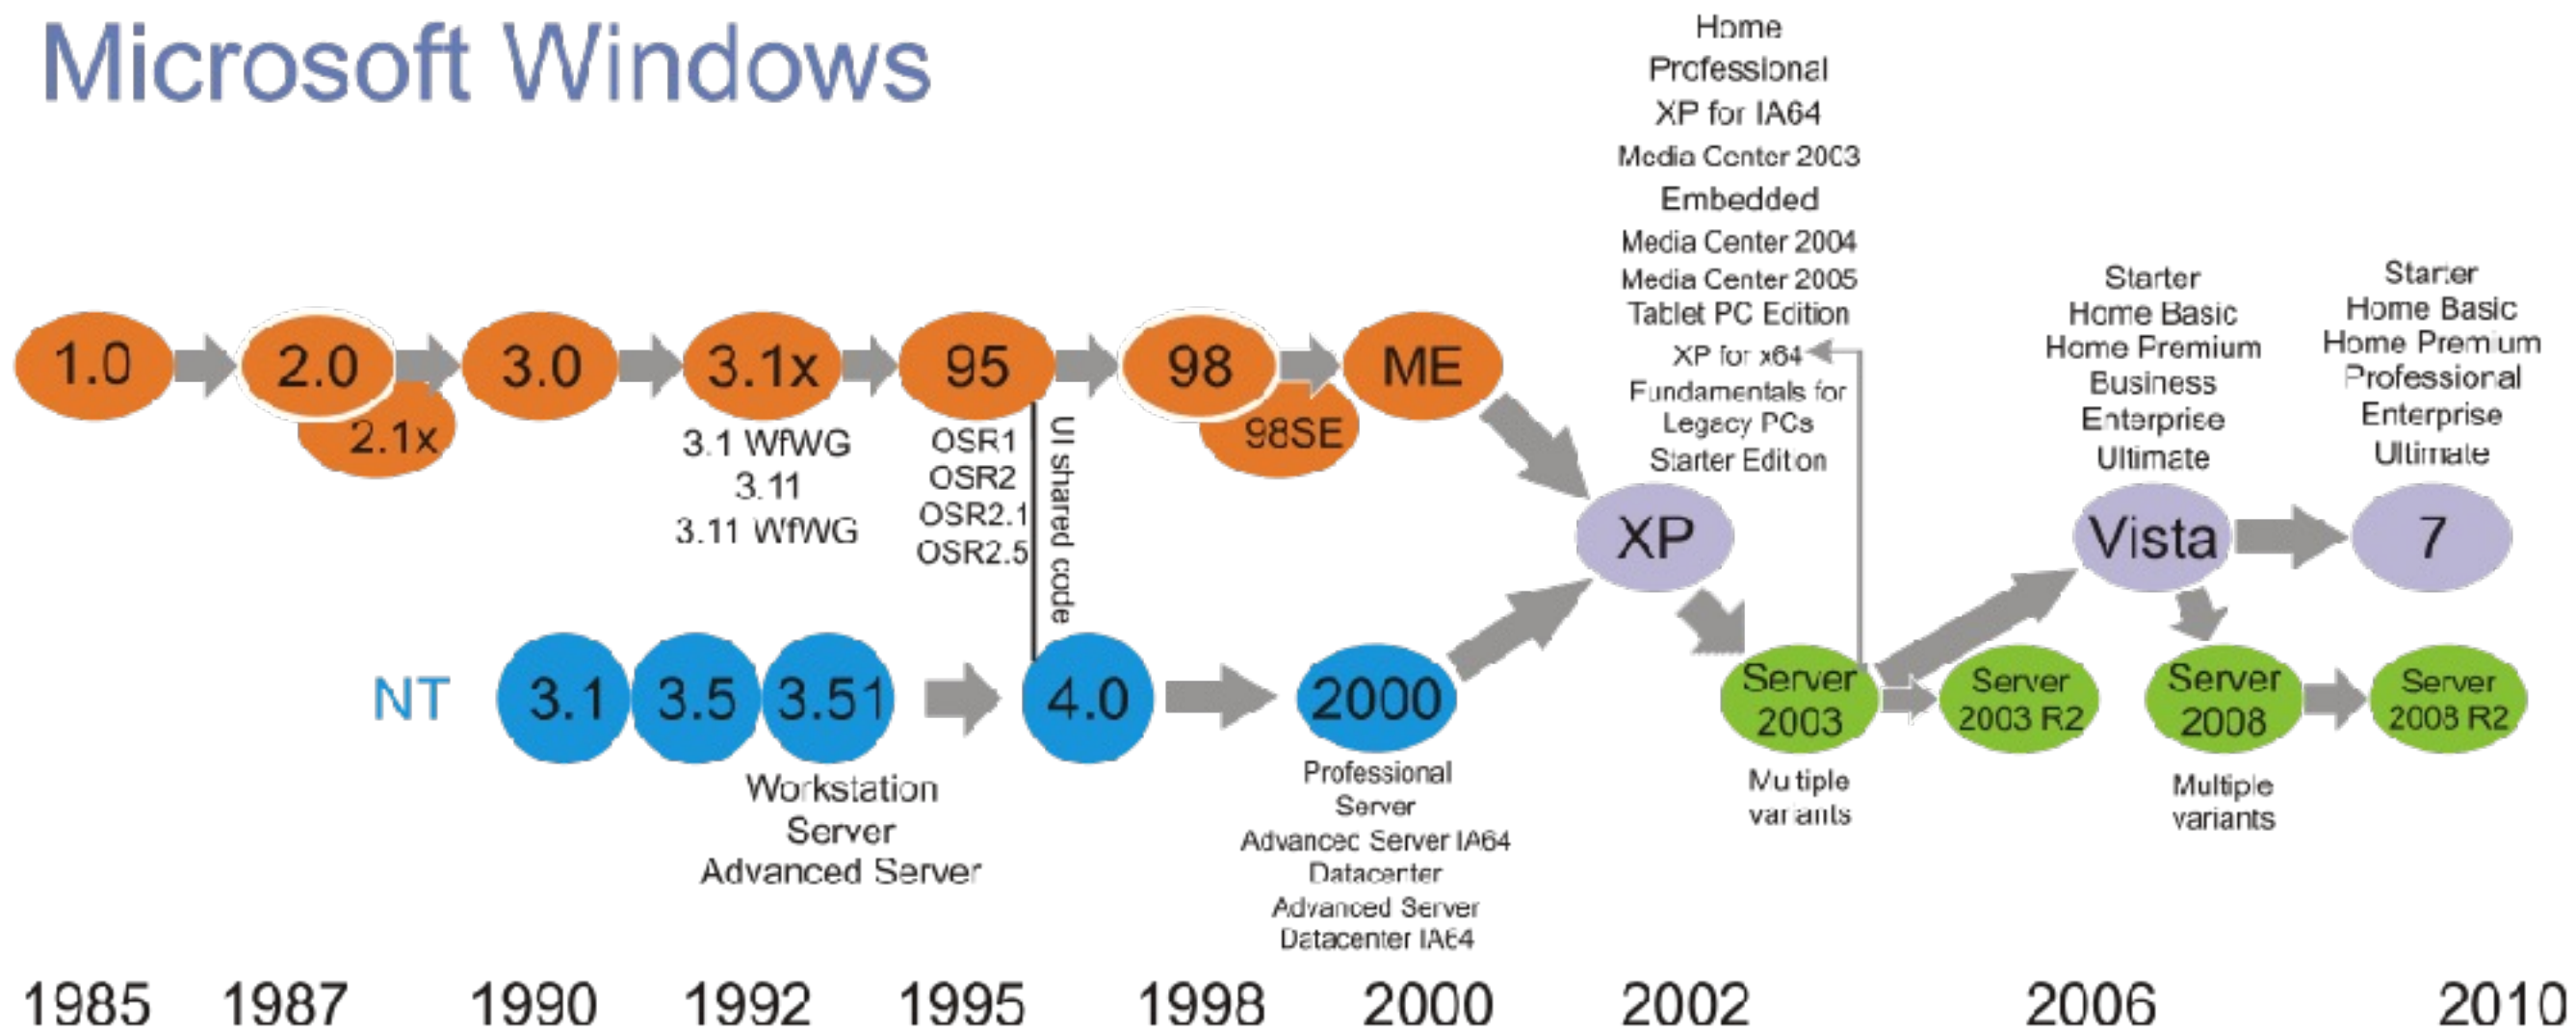 Microsoft Windows
Home
Professional
XP for IA64
Media Center 2003
Embedded
Media Center 2004
Media Center 2005
Tablet PC Edition
XP for x64
Fundamentals for
Legacy PCs
Starter Edition
Starter
Home Basic
Home Premium
Business
Enterprise
Ultimate
Starter
Home Basic
Home Premium
Professional
Enterprise
Ultimate
1.0
2.0
2.1x
3.0
3.1x
3.1 WfWG
3.11
3.11 WfWG
95
OSR1
OSR2
OSR2.1
OSR2.5
UI shared code
98
98SE
ME
XP
Vista
7
NT
3.1
3.5
3.51
Workstation
Server
Advanced Server
4.0
2000
Professional
Server
Advanced Server IA64
Datacenter
Advanced Server
Datacenter IA64
Server
2003
Multiple
variants
Server
2003 R2
Server
2008
Multiple
variants
Server
2008 R2
1985
1987
1990
1992
1995
1998
2000
2002
2006
2010